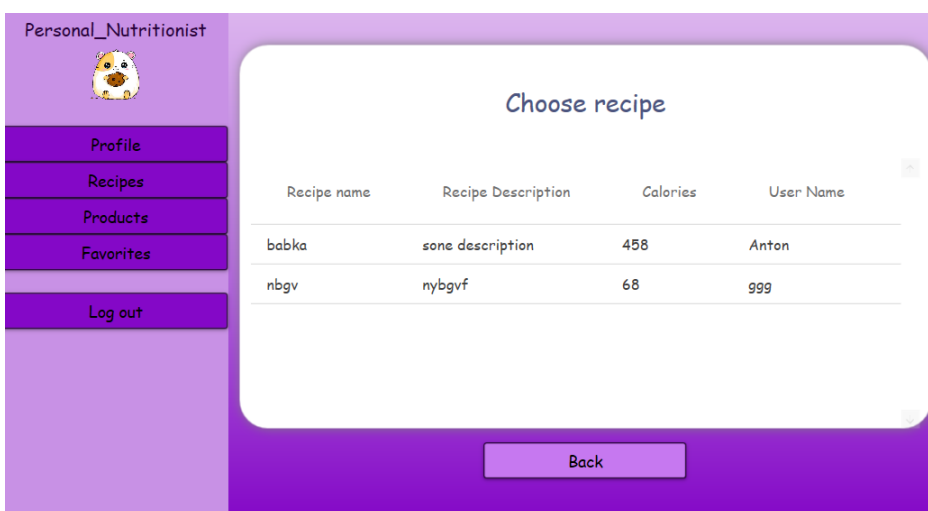 Personal_Nutritionist
Profile
Recipes
Products
Favorites
Log out
Choose recipe
Recipe name Recipe Description Calories User Name
babka sone description 458 Anton
nbgv nybgvf 68 ggg
Back